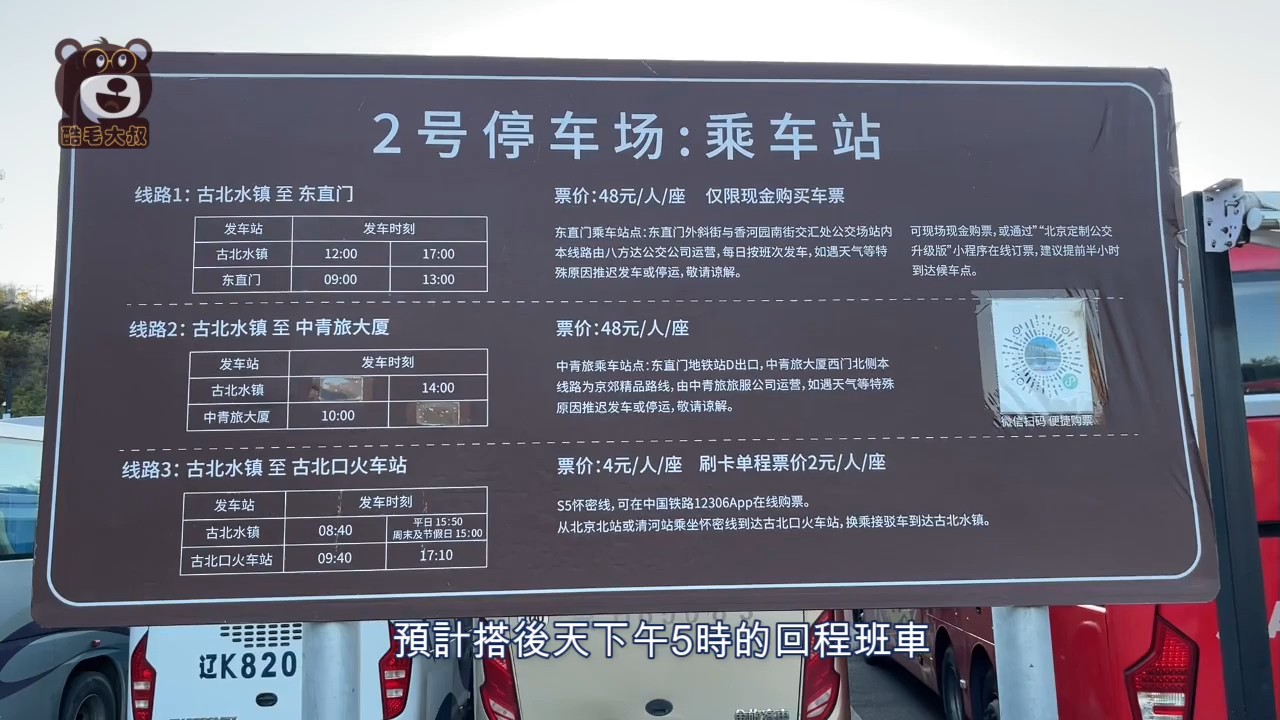 酷毛大叔
2号停车场:乘车站
线路1: 古北水镇 至 东直门
发车站 发车时刻
古北水镇 12:00 17:00
东直门 09:00 13:00
票价:48元/人/座 仅限现金购买车票
东直门乘车站点:东直门外斜街与香河园南街交汇处公交场站内
本线路由八方达公交公司运营,每日按班次发车,如遇天气等特
殊原因推迟发车或停运,敬请谅解。
可现场现金购票,或通过”“北京定制公交
升级版”小程序在线订票,建议提前半小时
到达候车点。
线路2: 古北水镇 至 中青旅大厦
发车站 发车时刻
古北水镇 14:00
中青旅大厦 10:00
票价:48元/人/座
中青旅乘车站点:东直门地铁站D出口,中青旅大厦西门北侧本
线路为京郊精品路线,由中青旅旅服公司运营,如遇天气等特殊
原因推迟发车或停运,敬请谅解。
微信扫码 便捷购票
线路3: 古北水镇 至 古北口火车站
发车站 发车时刻
古北水镇 08:40 平日 15:50
周末及节假日 15:00
古北口火车站 09:40 17:10
票价:4元/人/座 刷卡单程票价2元/人/座
S5怀密线,可在中国铁路12306App在线购票。
从北京北站或清河站乘坐怀密线到达古北口火车站,换乘接驳车到达古北水镇。
辽K820
預計搭後天下午5時的回程班車